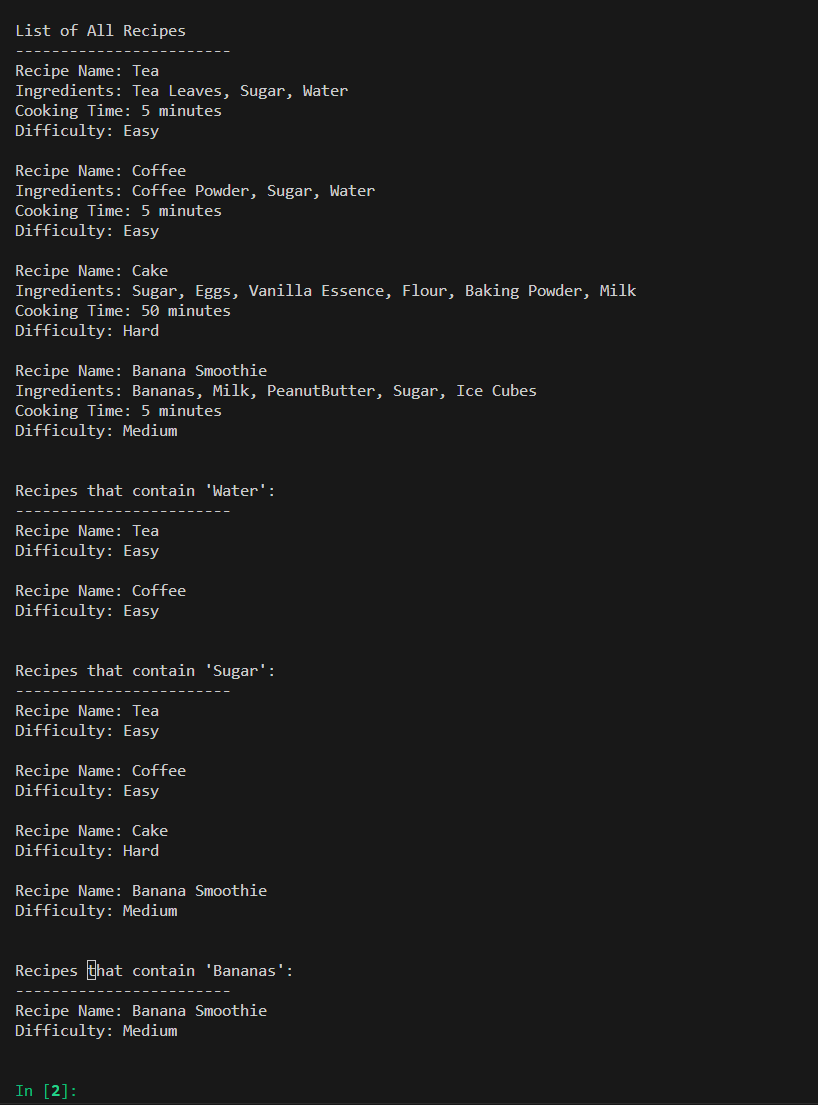 List of All Recipes
------------------------
Recipe Name: Tea
Ingredients: Tea Leaves, Sugar, Water
Cooking Time: 5 minutes
Difficulty: Easy

Recipe Name: Coffee
Ingredients: Coffee Powder, Sugar, Water
Cooking Time: 5 minutes
Difficulty: Easy

Recipe Name: Cake
Ingredients: Sugar, Eggs, Vanilla Essence, Flour, Baking Powder, Milk
Cooking Time: 50 minutes
Difficulty: Hard

Recipe Name: Banana Smoothie
Ingredients: Bananas, Milk, PeanutButter, Sugar, Ice Cubes
Cooking Time: 5 minutes
Difficulty: Medium


Recipes that contain 'Water':
------------------------
Recipe Name: Tea
Difficulty: Easy

Recipe Name: Coffee
Difficulty: Easy


Recipes that contain 'Sugar':
------------------------
Recipe Name: Tea
Difficulty: Easy

Recipe Name: Coffee
Difficulty: Easy

Recipe Name: Cake
Difficulty: Hard

Recipe Name: Banana Smoothie
Difficulty: Medium


Recipes that contain 'Bananas':
------------------------
Recipe Name: Banana Smoothie
Difficulty: Medium


In [2]: